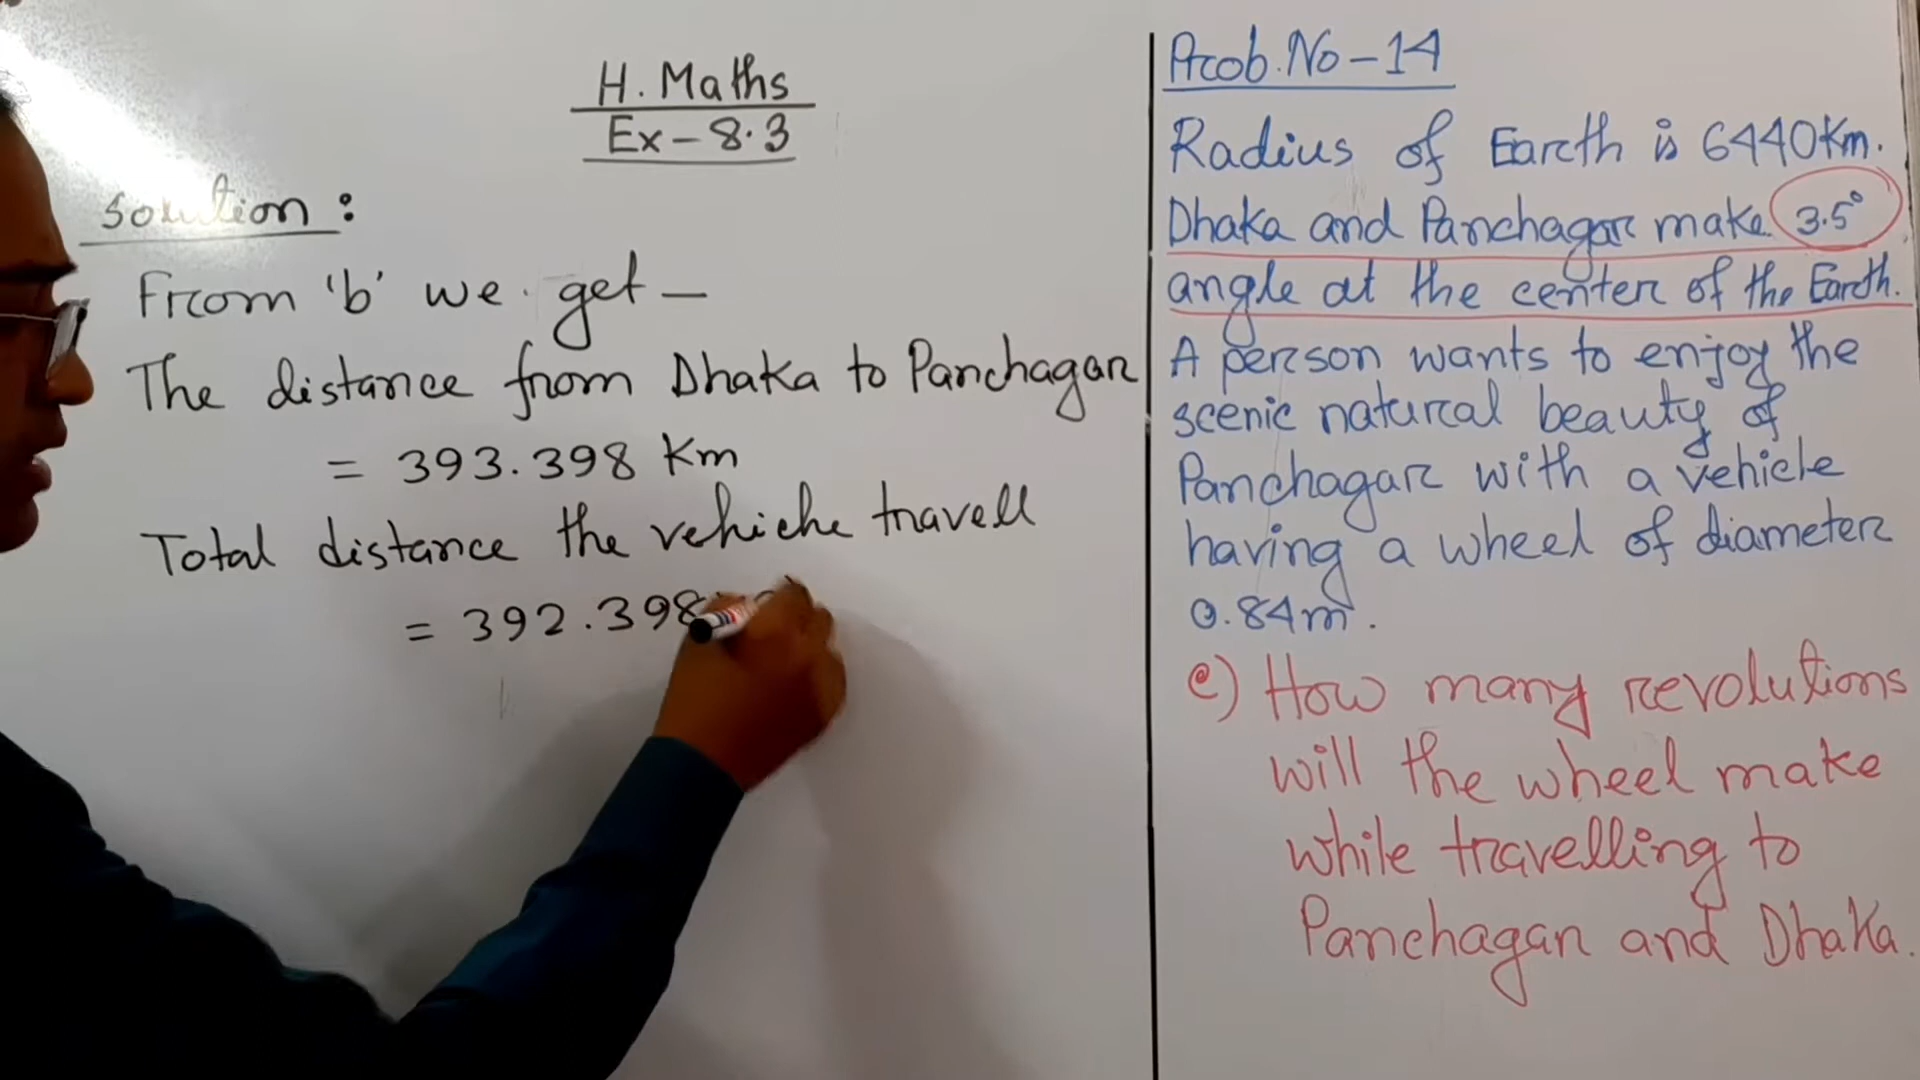 H. Maths
Ex-8.3
Solution:
From 'b' we get -
The distance from Dhaka to Panchagar
= 393.398 Km
Total distance the vehiche travell
= 392.398
Prob. No-14
Radius of Earth is 6440Km.
Dhaka and Panchagar make 3.5°
angle at the center of the Earth.
A person wants to enjoy the
scenic natural beauty of
Panchagar with a vehicle
having a wheel of diameter
0.84m.
c) How many revolutions
will the wheel make
while travelling to
Panchagan and Dhaka.